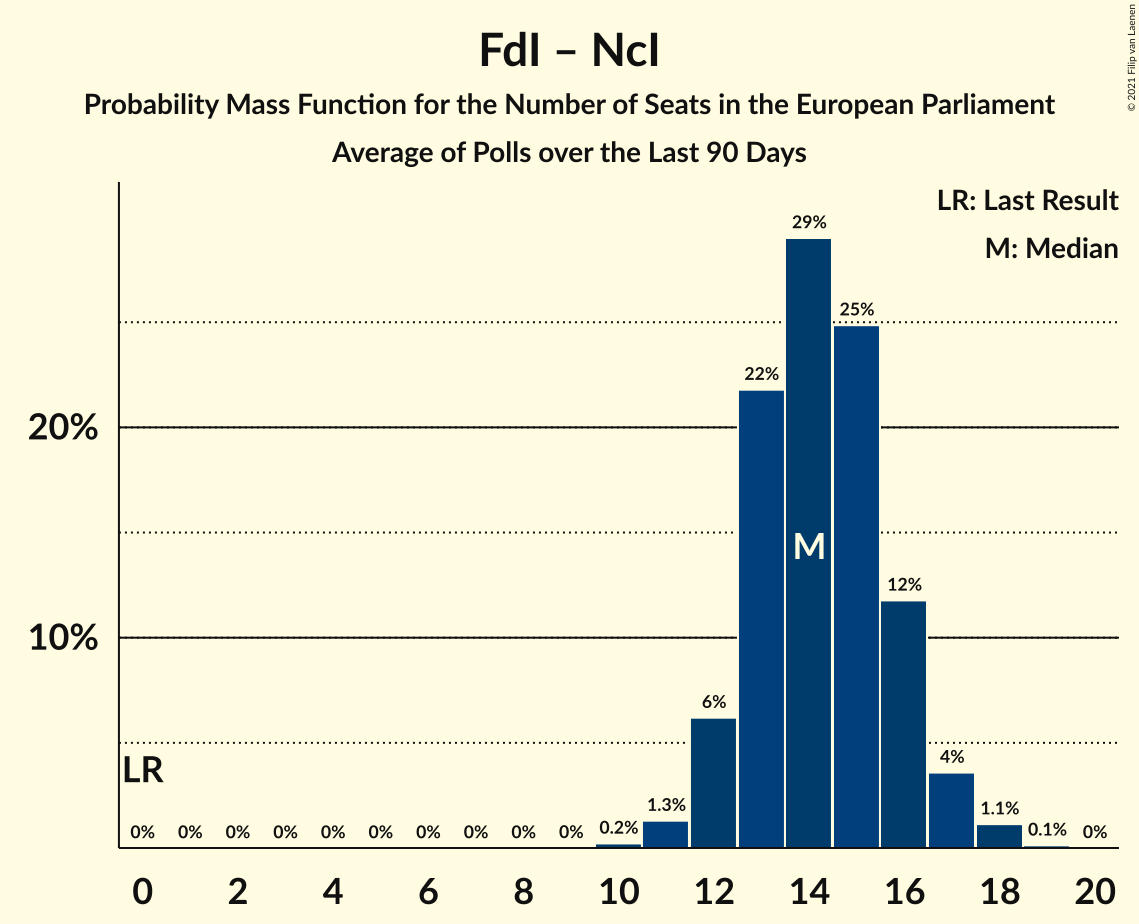 FdI – NcI
Probability Mass Function for the Number of Seats in the European Parliament
Average of Polls over the Last 90 Days
© 2021 Filip van Laenen
LR: Last Result
M: Median
29%
25%
22%
20%
M
12%
10%
6%
LR
4%
1.3%
1.1%
0% 0% 0% 0% 0% 0% 0% 0% 0% 0% 0.2% 0.1% 0%
0 2 4 6 8 10 12 14 16 18 20